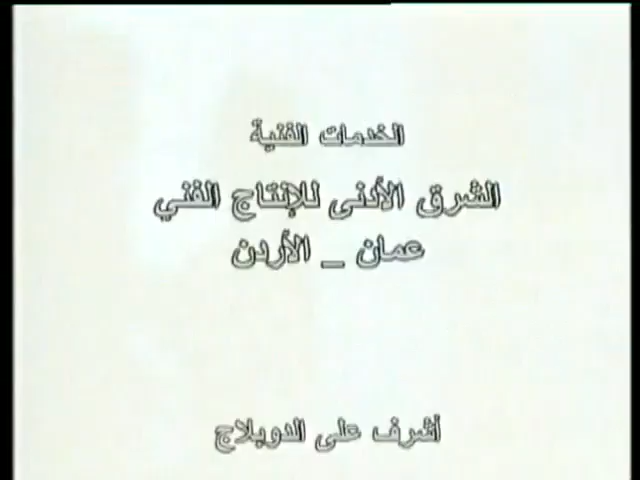 الخدمات الفنية
الشرق الأدنى للإنتاج الفني
عمان _ الأردن
أشرف على الدوبلاج